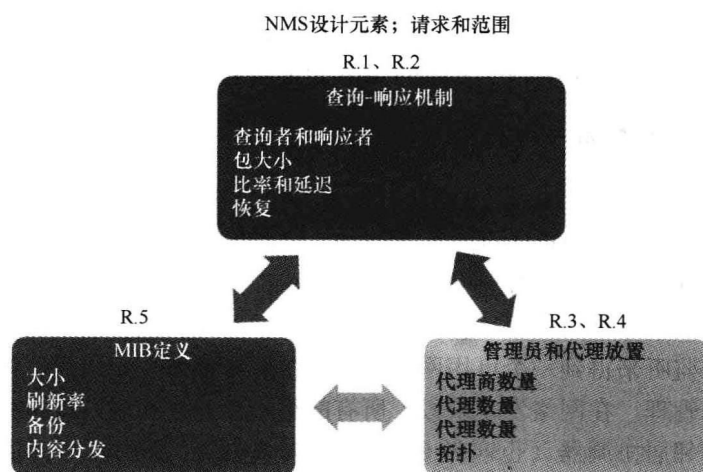 NMS设计元素；请求和范围
R.1、R.2
查询-响应机制
查询者和响应者
包大小
比率和延迟
恢复
R.5
MIB定义
大小
刷新率
备份
内容分发
R.3、R.4
管理员和代理放置
代理商数量
代理数量
代理数量
拓扑